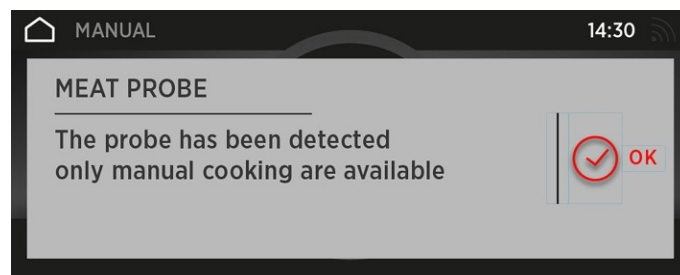 MANUAL 14:30
MEAT PROBE
The probe has been detected
only manual cooking are available
OK